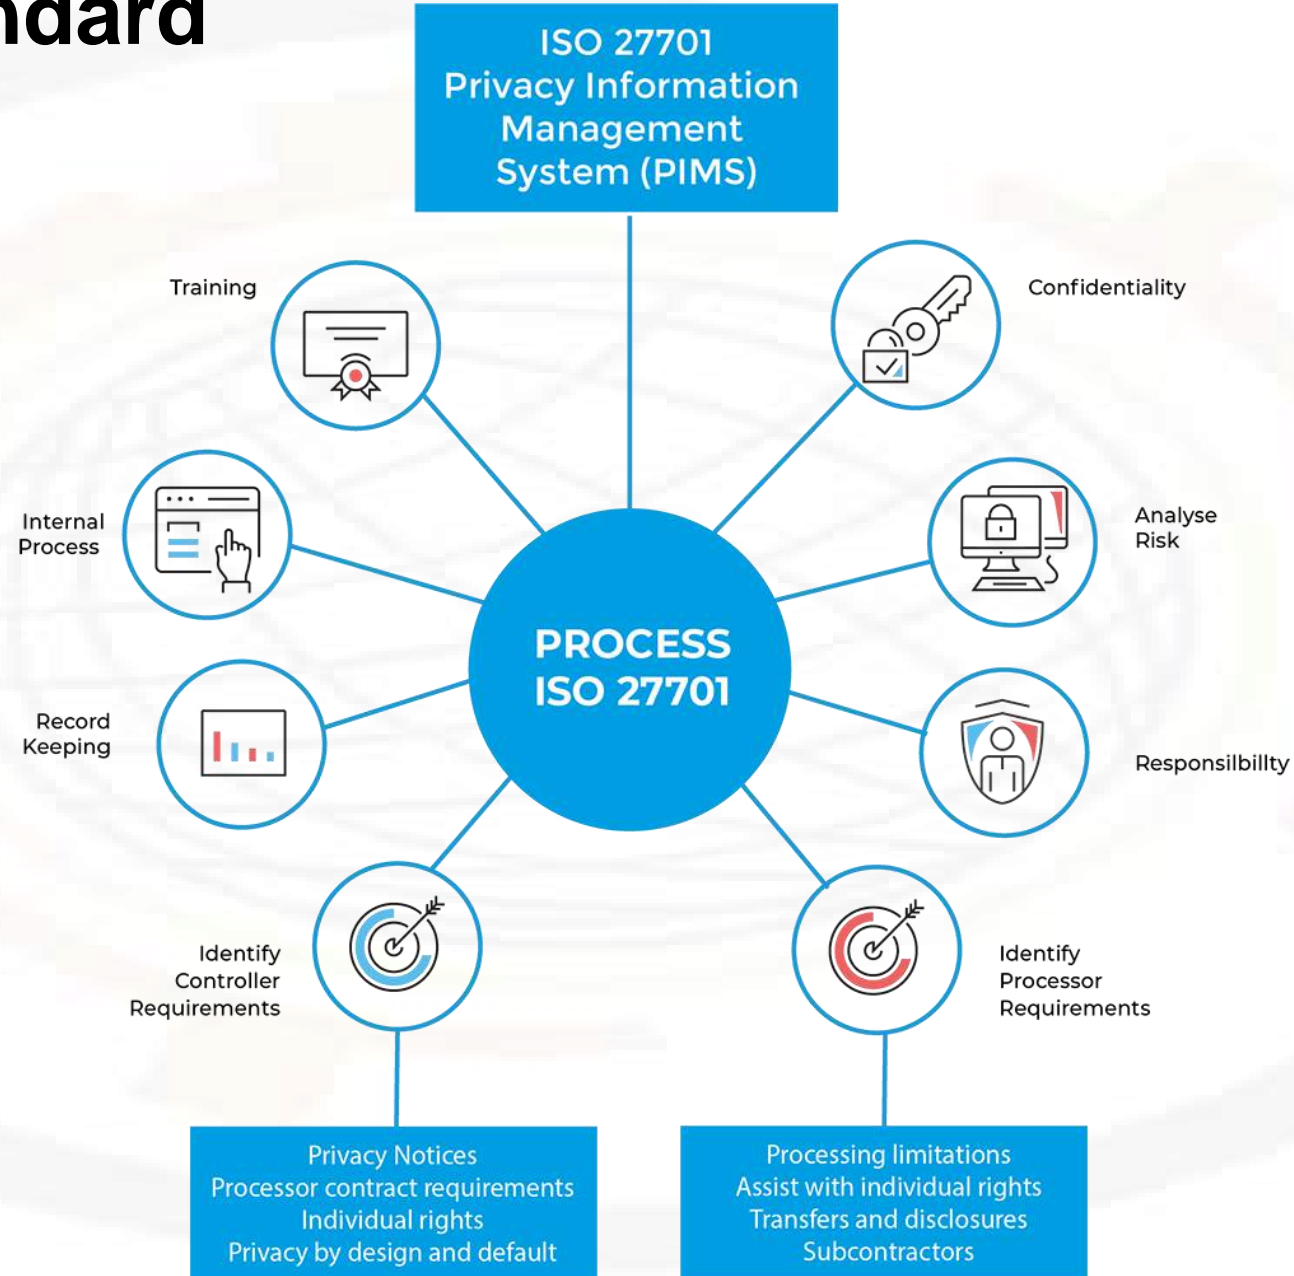 ndard
ISO 27701
Privacy Information
Management
System (PIMS)
Training
Confidentiality
Internal
Process
Analyse
Risk
PROCESS
ISO 27701
Record
Keeping
Responsilbillty
Identify
Controller
Requirements
Identify
Processor
Requirements
Privacy Notices
Processor contract requirements
Individual rights
Privacy by design and default
Processing limitations
Assist with individual rights
Transfers and disclosures
Subcontractors